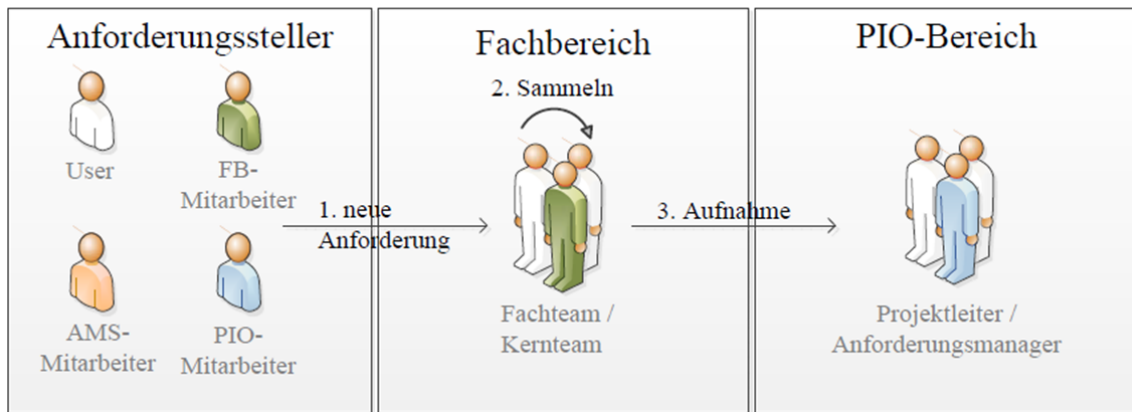 Anforderungssteller
User
FB-
Mitarbeiter
AMS-
Mitarbeiter
PIO-
Mitarbeiter
1. neue
Anforderung
Fachbereich
2. Sammeln
Fachteam /
Kernteam
3. Aufnahme
PIO-Bereich
Projektleiter /
Anforderungsmanager